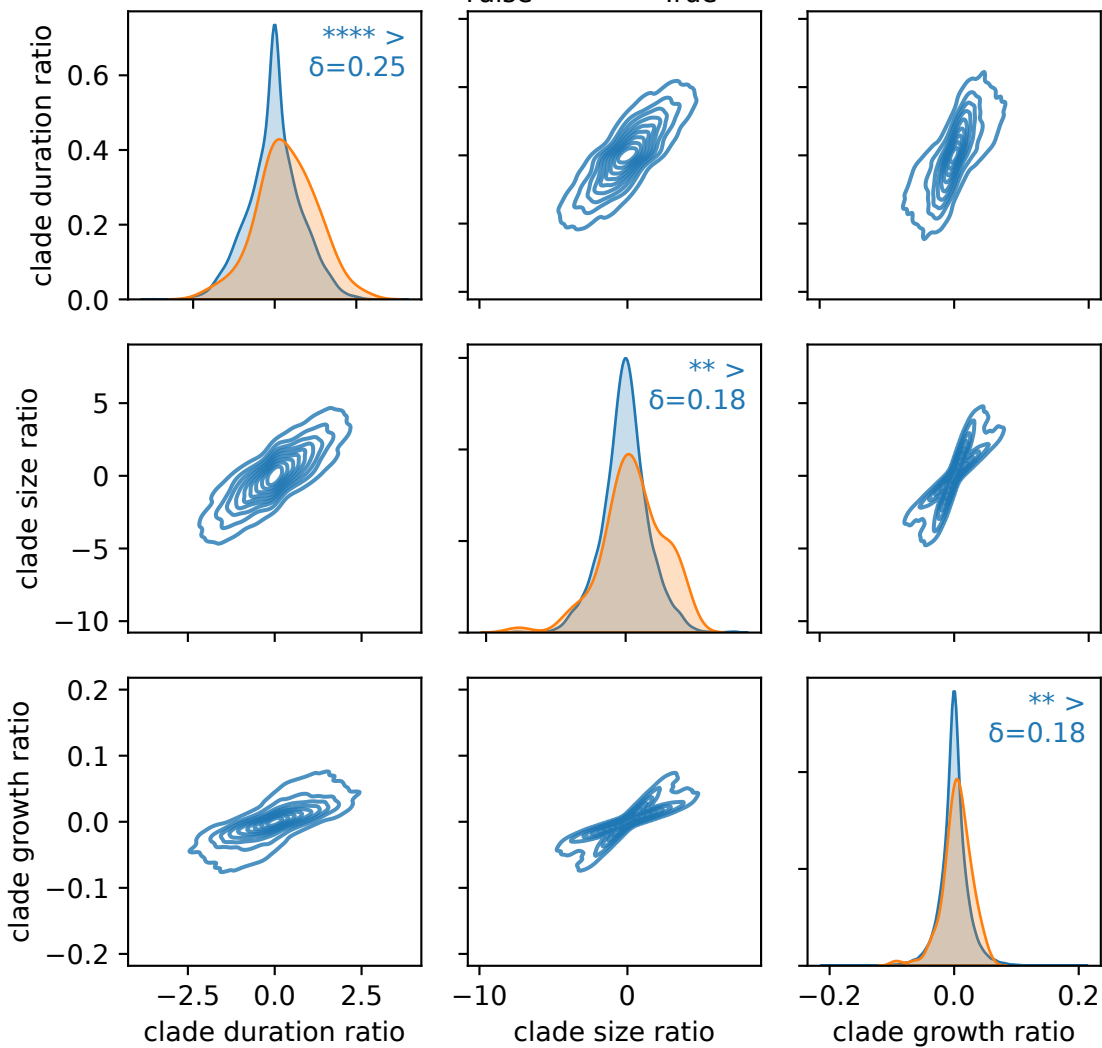 **** >
δ=0.25
clade duration ratio
0.6
0.4
0.2
0.0
** >
δ=0.18
clade size ratio
5
0
−5
−10
** >
δ=0.18
clade growth ratio
0.2
0.1
0.0
−0.1
−0.2
−2.5 0.0 2.5 −10 0 −0.2 0.0 0.2
clade duration ratio clade size ratio clade growth ratio